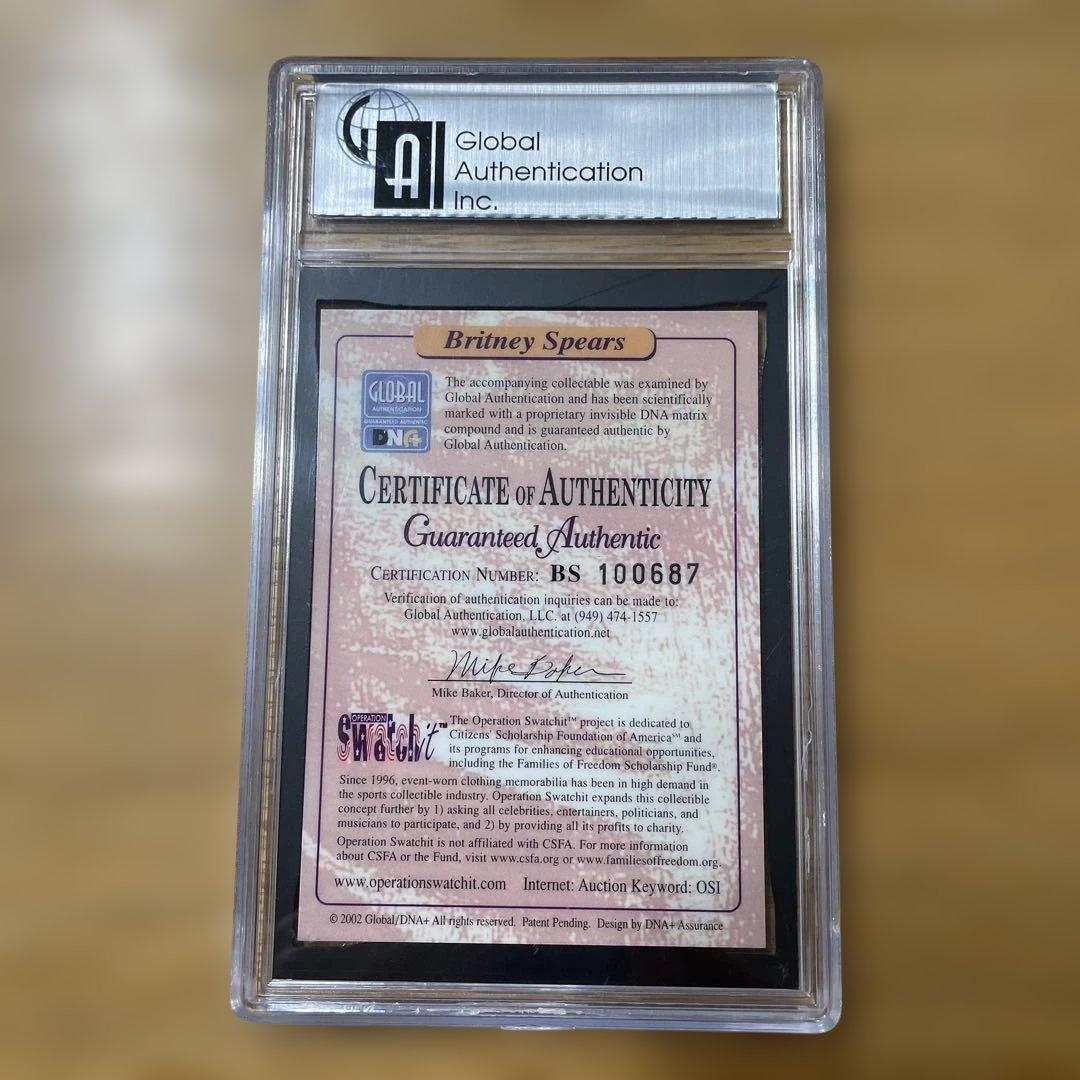 GA
Global
Authentication
Inc.
Britney Spears
GLOBAL
AUTHENTICATION
GUARANTEED AUTHENTIC
DNA+
The accompanying collectable was examined by
Global Authentication and has been scientifically
marked with a proprietary invisible DNA matrix
compound and is guaranteed authentic by
Global Authentication.
CERTIFICATE OF AUTHENTICITY
Guaranteed Authentic
CERTIFICATION NUMBER: BS 100687
Verification of authentication inquiries can be made to:
Global Authentication, LLC. at (949) 474-1557
www.globalauthentication.net
Mike Baker
Mike Baker, Director of Authentication
OPERATION
Swatchit™
The Operation Swatchit™ project is dedicated to
Citizens' Scholarship Foundation of America℠ and
its programs for enhancing educational opportunities,
including the Families of Freedom Scholarship Fund®.
Since 1996, event-worn clothing memorabilia has been in high demand in
the sports collectible industry. Operation Swatchit expands this collectible
concept further by 1) asking all celebrities, entertainers, politicians, and
musicians to participate, and 2) by providing all its profits to charity.
Operation Swatchit is not affiliated with CSFA. For more information
about CSFA or the Fund, visit www.csfa.org or www.familiesoffreedom.org.
www.operationswatchit.com Internet: Auction Keyword: OSI
© 2002 Global/DNA+ All rights reserved. Patent Pending. Design by DNA+ Assurance